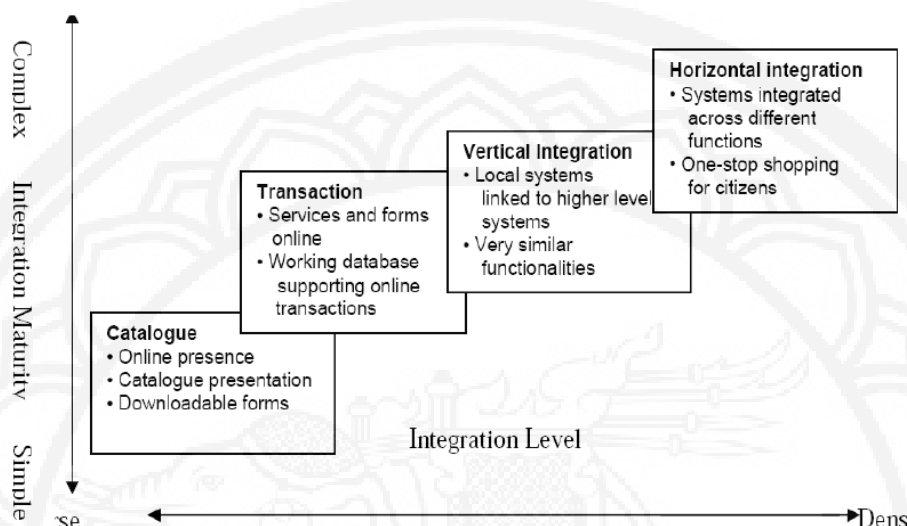 Complex
Integration Maturity
Simple
Horizontal integration
• Systems integrated
across different
functions
• One-stop shopping
for citizens
Vertical Integration
• Local systems
linked to higher level
systems
• Very similar
functionalities
Transaction
• Services and forms
online
• Working database
supporting online
transactions
Catalogue
• Online presence
• Catalogue presentation
• Downloadable forms
Integration Level
rse
Dens